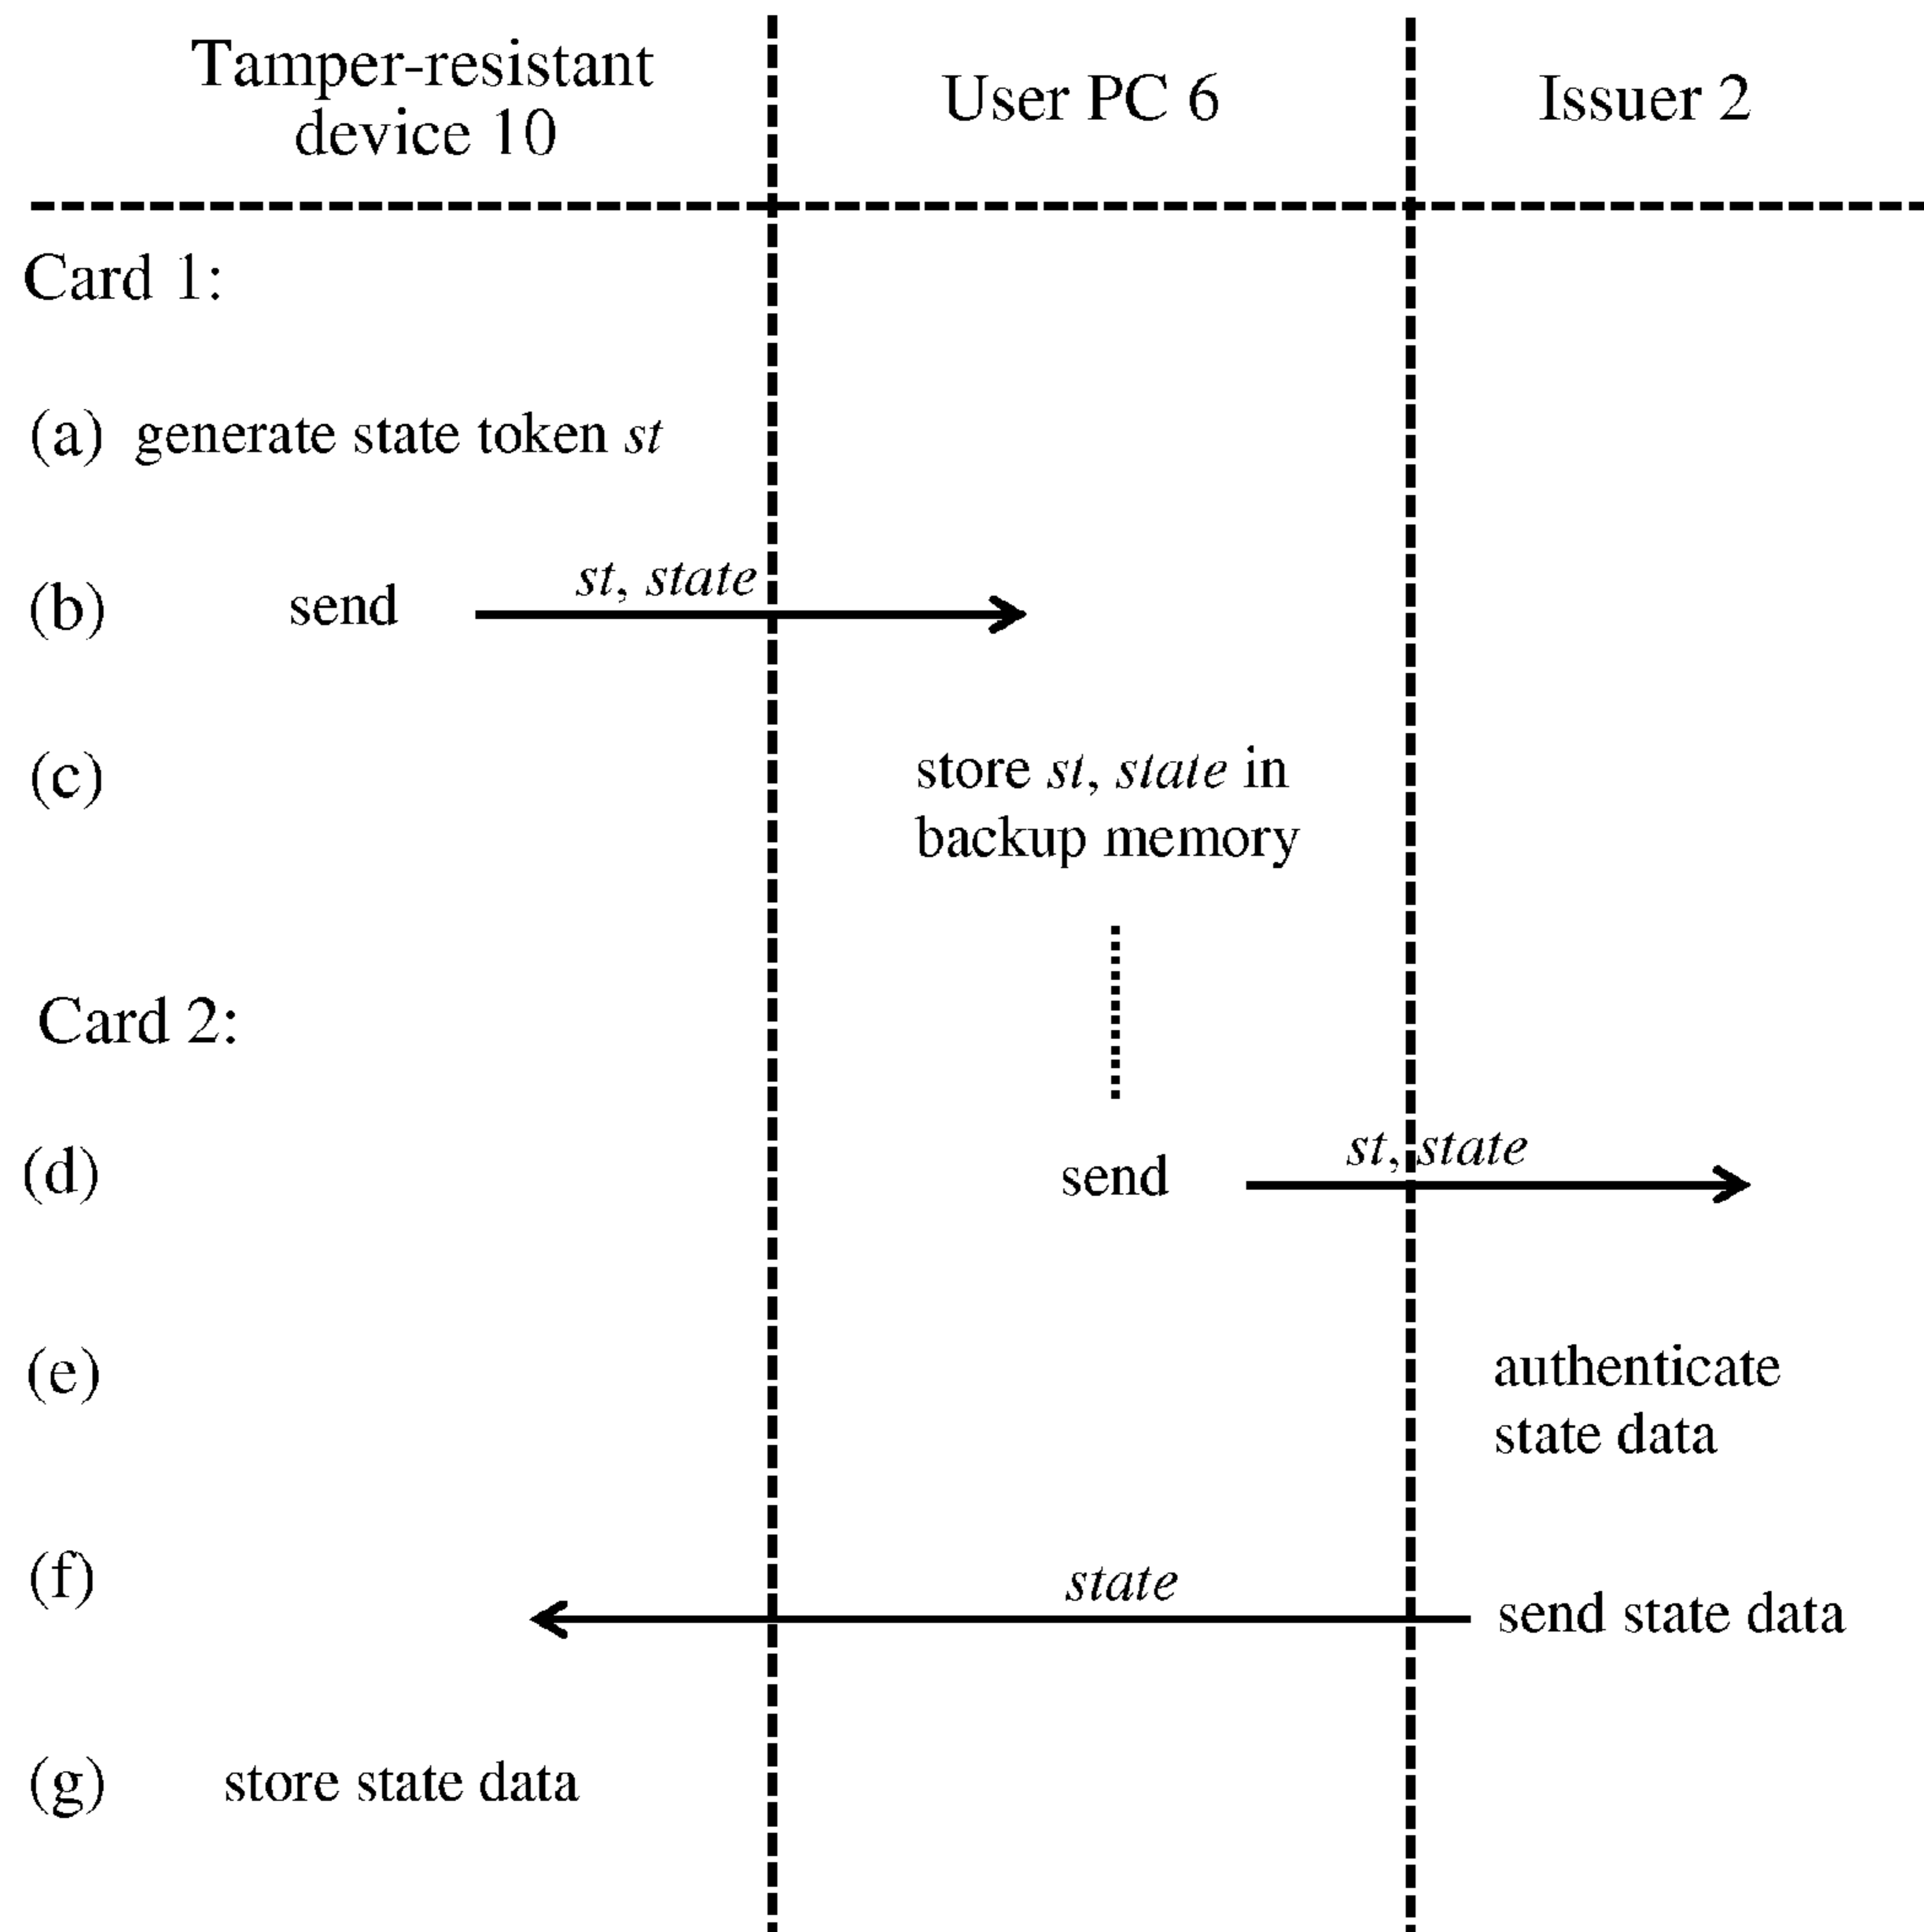 Tamper-resistant
device 10
User PC 6
Issuer 2
Card 1:
(a) generate state token st
(b) send st, state
(c) store st, state in
backup memory
Card 2:
(d) send st, state
(e) authenticate
state data
(f) state send state data
(g) store state data